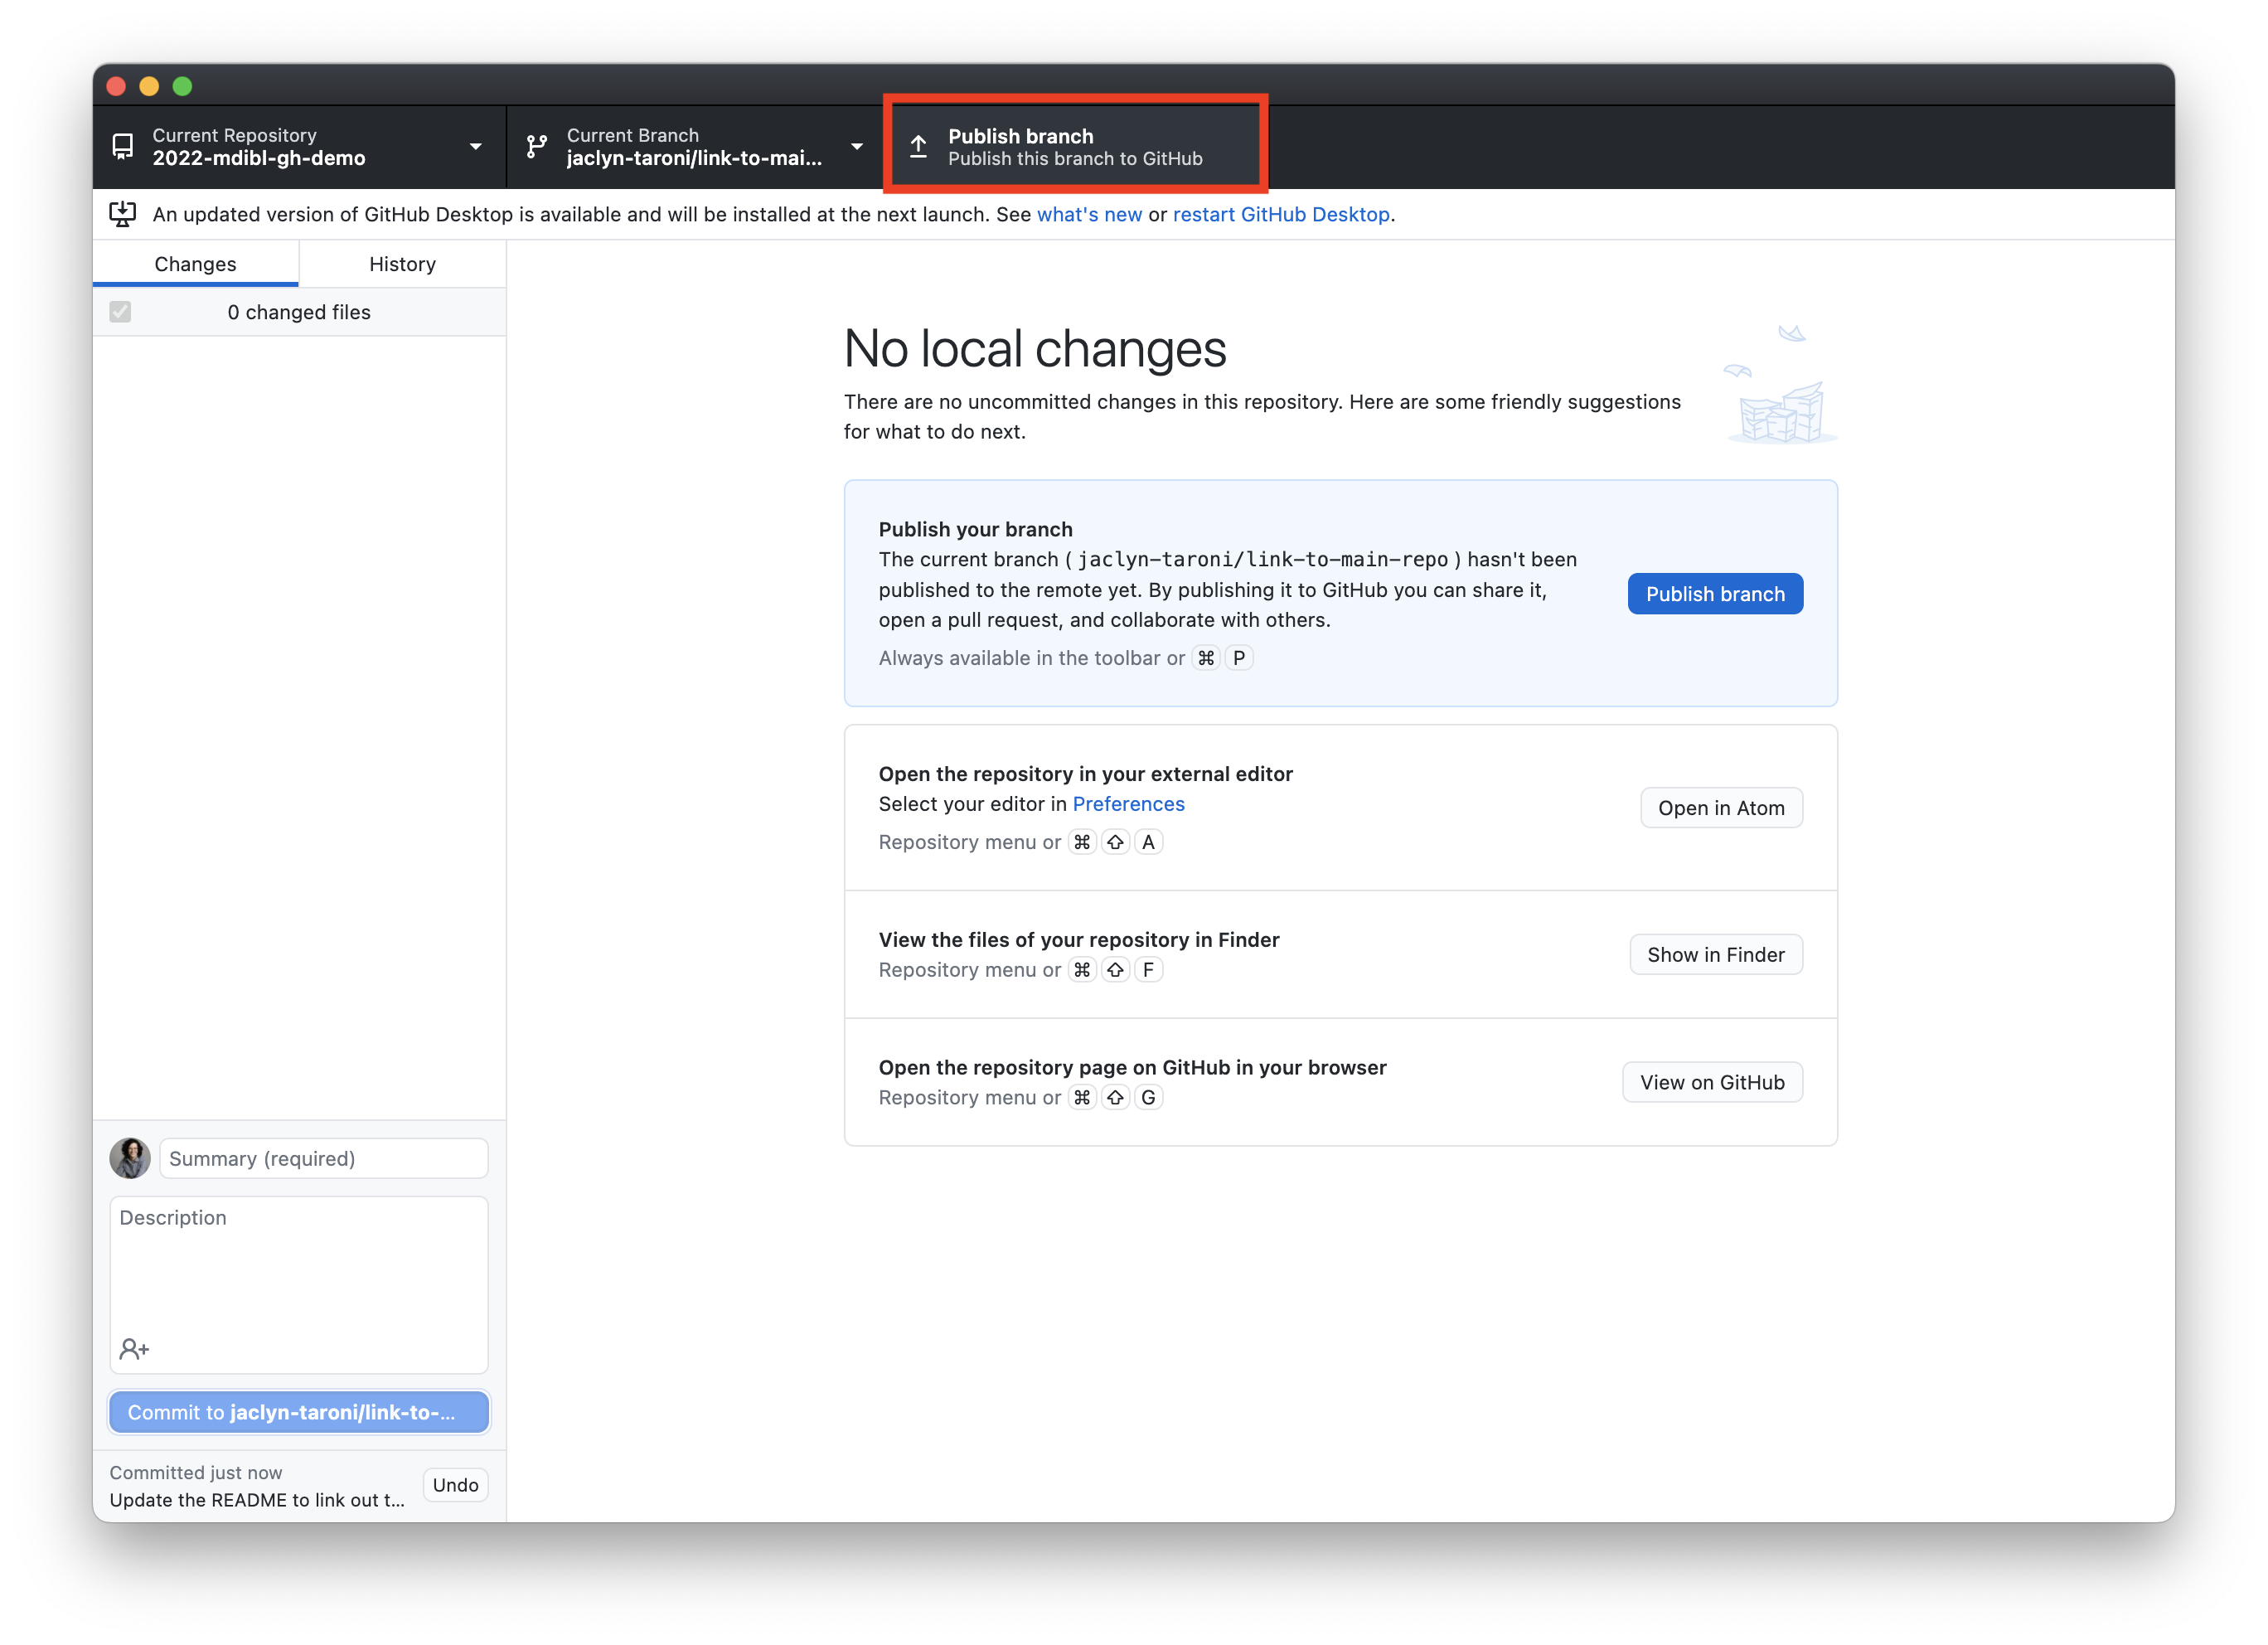 Current Repository
2022-mdibl-gh-demo
Current Branch
jaclyn-taroni/link-to-mai...
Publish branch
Publish this branch to GitHub
An updated version of GitHub Desktop is available and will be installed at the next launch. See what's new or restart GitHub Desktop.
Changes
History
0 changed files
No local changes
There are no uncommitted changes in this repository. Here are some friendly suggestions
for what to do next.
Publish your branch
The current branch ( jaclyn-taroni/link-to-main-repo ) hasn't been
published to the remote yet. By publishing it to GitHub you can share it,
open a pull request, and collaborate with others.
Always available in the toolbar or ⌘ P
Publish branch
Open the repository in your external editor
Select your editor in Preferences
Repository menu or ⌘ ⇧ A
Open in Atom
View the files of your repository in Finder
Repository menu or ⌘ ⇧ F
Show in Finder
Open the repository page on GitHub in your browser
Repository menu or ⌘ ⇧ G
View on GitHub
Summary (required)
Description
Commit to jaclyn-taroni/link-to-...
Committed just now
Update the README to link out t...
Undo